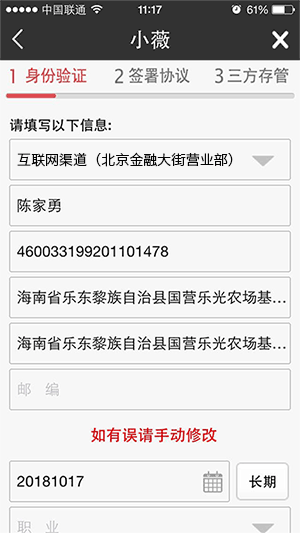 中国联通
11:17
61%
小薇
1 身份验证 2 签署协议 3 三方存管
请填写以下信息:
互联网渠道（北京金融大街营业部）
陈家勇
460033199201101478
海南省乐东黎族自治县国营乐光农场基...
海南省乐东黎族自治县国营乐光农场基...
邮 编
如有误请手动修改
20181017
长期
职 业